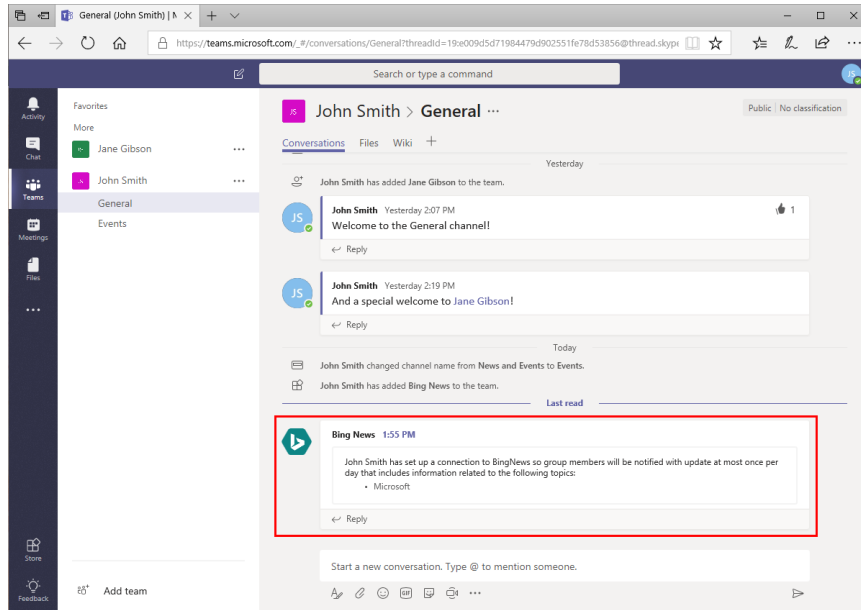 General (John Smith) | M
https://teams.microsoft.com/_#/conversations/General?threadId=19:e009d5d71984479d902551fe78d53856@thread.skype
Search or type a command
JS
Activity
Chat
Teams
Meetings
Files
Store
Feedback
Favorites
More
Jane Gibson
John Smith
General
Events
Add team
JS
John Smith > General
Public | No classification
Conversations Files Wiki
Yesterday
John Smith has added Jane Gibson to the team.
JS
John Smith Yesterday 2:07 PM
1
Welcome to the General channel!
Reply
JS
John Smith Yesterday 2:19 PM
And a special welcome to Jane Gibson!
Reply
Today
John Smith changed channel name from News and Events to Events.
John Smith has added Bing News to the team.
Last read
Bing News 1:55 PM
John Smith has set up a connection to BingNews so group members will be notified with update at most once per
day that includes information related to the following topics:
• Microsoft
Reply
Start a new conversation. Type @ to mention someone.
GIF